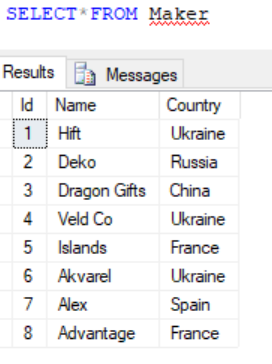 SELECT*FROM Maker
Results Messages
Id Name Country
1 Hift Ukraine
2 Deko Russia
3 Dragon Gifts China
4 Veld Co Ukraine
5 Islands France
6 Akvarel Ukraine
7 Alex Spain
8 Advantage France